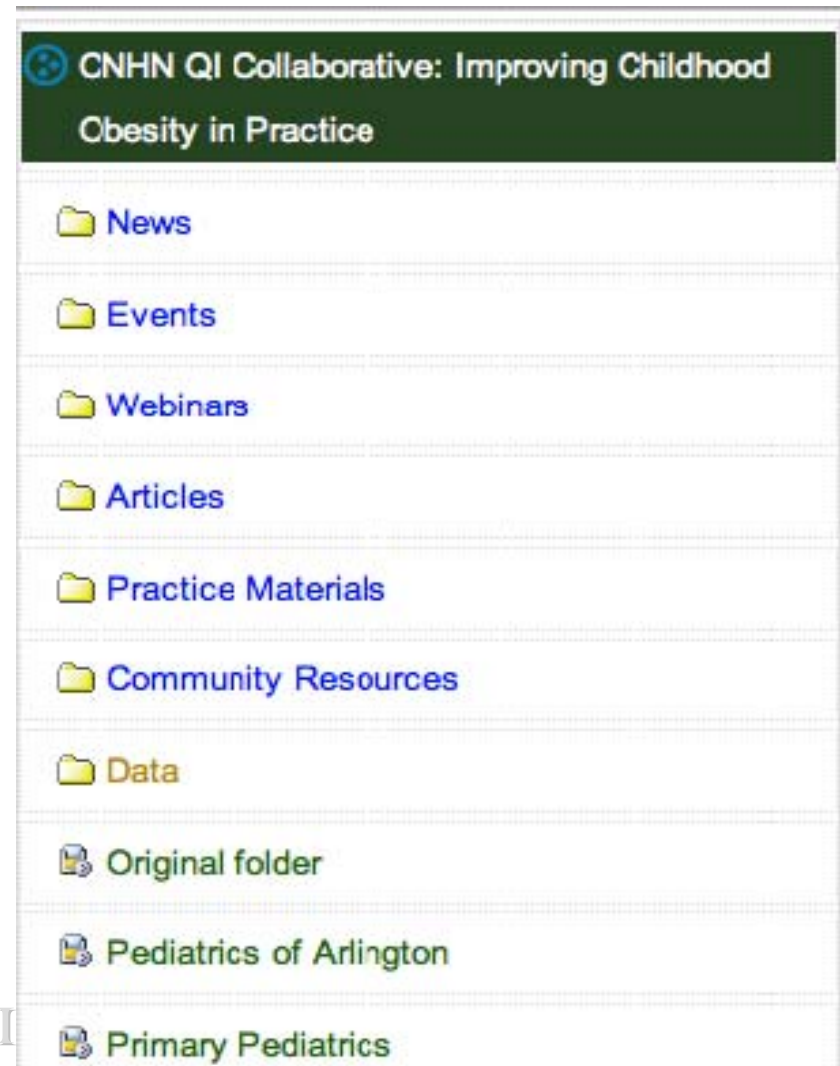 CNHN QI Collaborative: Improving Childhood
Obesity in Practice
News
Events
Webinars
Articles
Practice Materials
Community Resources
Data
Original folder
Pediatrics of Arlington
Primary Pediatrics